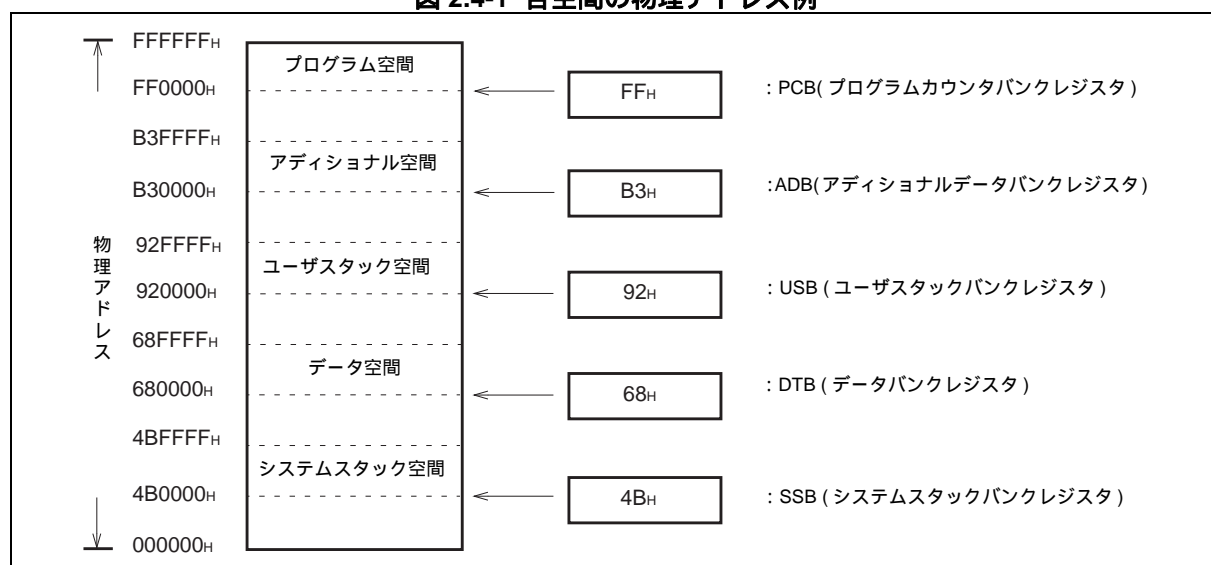 図 2.4-1 各空間の物理アドレス例
FFFFFFH
プログラム空間
FF0000H
FFH
: PCB( プログラムカウンタバンクレジスタ )
B3FFFFH
アディショナル空間
B30000H
B3H
:ADB(アディショナルデータバンクレジスタ)
92FFFFH
ユーザスタック空間
920000H
92H
: USB ( ユーザスタックバンクレジスタ )
物理アドレス
68FFFFH
データ空間
680000H
68H
: DTB ( データバンクレジスタ )
4BFFFFH
システムスタック空間
4B0000H
4BH
: SSB ( システムスタックバンクレジスタ )
000000H